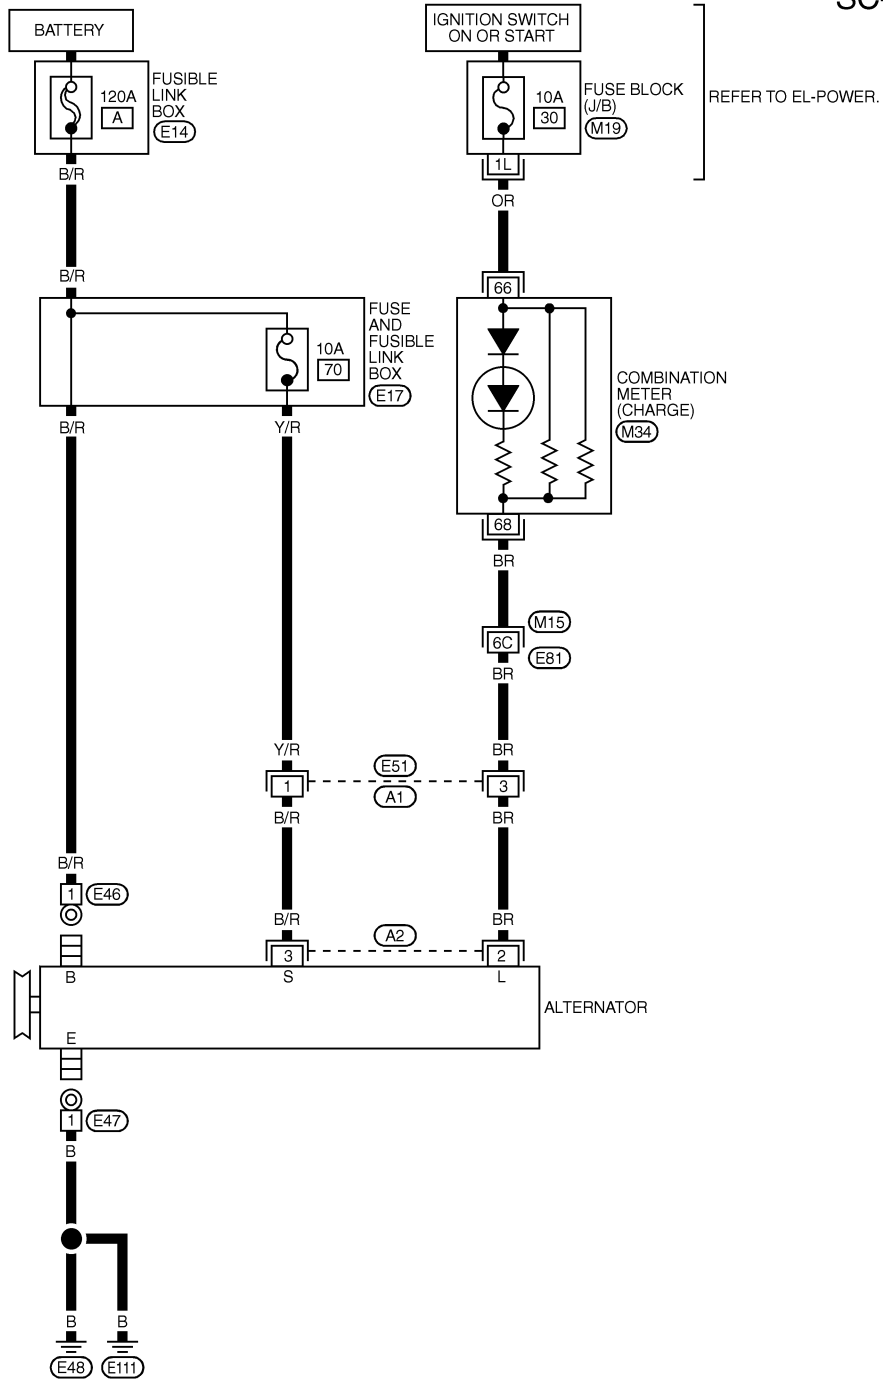 BATTERY
IGNITION SWITCH
ON OR START
120A
A
FUSIBLE
LINK
BOX
E14
10A
30
FUSE BLOCK
(J/B)
M19
REFER TO EL-POWER.
1L
B/R
OR
B/R
66
10A
70
FUSE
AND
FUSIBLE
LINK
BOX
E17
COMBINATION
METER
(CHARGE)
M34
B/R
Y/R
68
BR
M15
6C
E81
BR
Y/R
BR
E51
1
3
A1
B/R
BR
B/R
1
E46
B/R
BR
A2
3
2
B
S
L
ALTERNATOR
E
1
E47
B
B
B
E48
E111